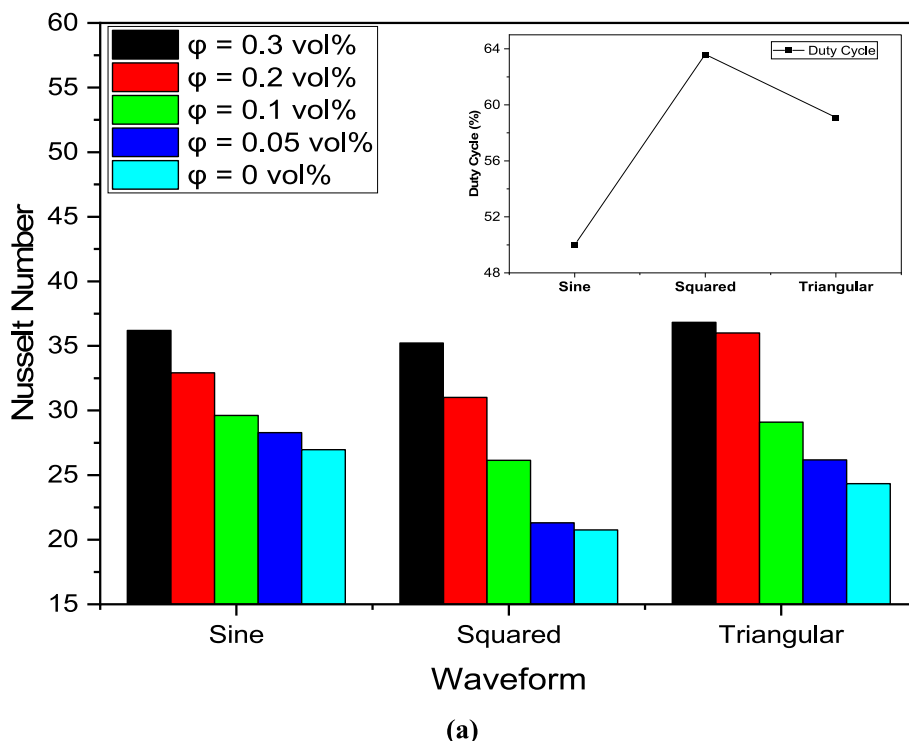 60
55
50
45
40
35
30
25
20
15
Nusselt Number
φ = 0.3 vol%
φ = 0.2 vol%
φ = 0.1 vol%
φ = 0.05 vol%
φ = 0 vol%
64
60
56
52
48
Duty Cycle (%)
Duty Cycle
Sine Squared Triangular
Sine Squared Triangular
Waveform
(a)